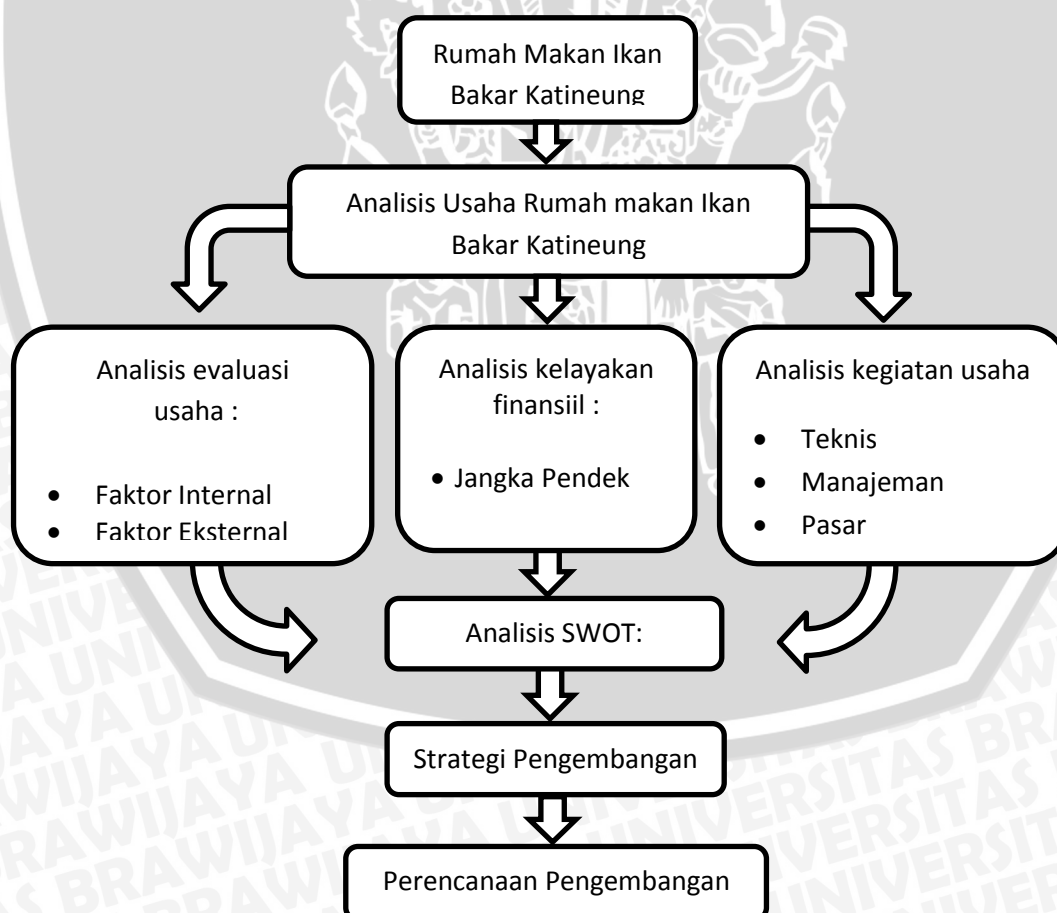 Rumah Makan Ikan
Bakar Katineung
Analisis Usaha Rumah makan Ikan
Bakar Katineung
Analisis evaluasi
usaha :
• Faktor Internal
• Faktor Eksternal
Analisis kelayakan
finansiil :
• Jangka Pendek
Analisis kegiatan usaha
• Teknis
• Manajeman
• Pasar
Analisis SWOT:
Strategi Pengembangan
Perencanaan Pengembangan